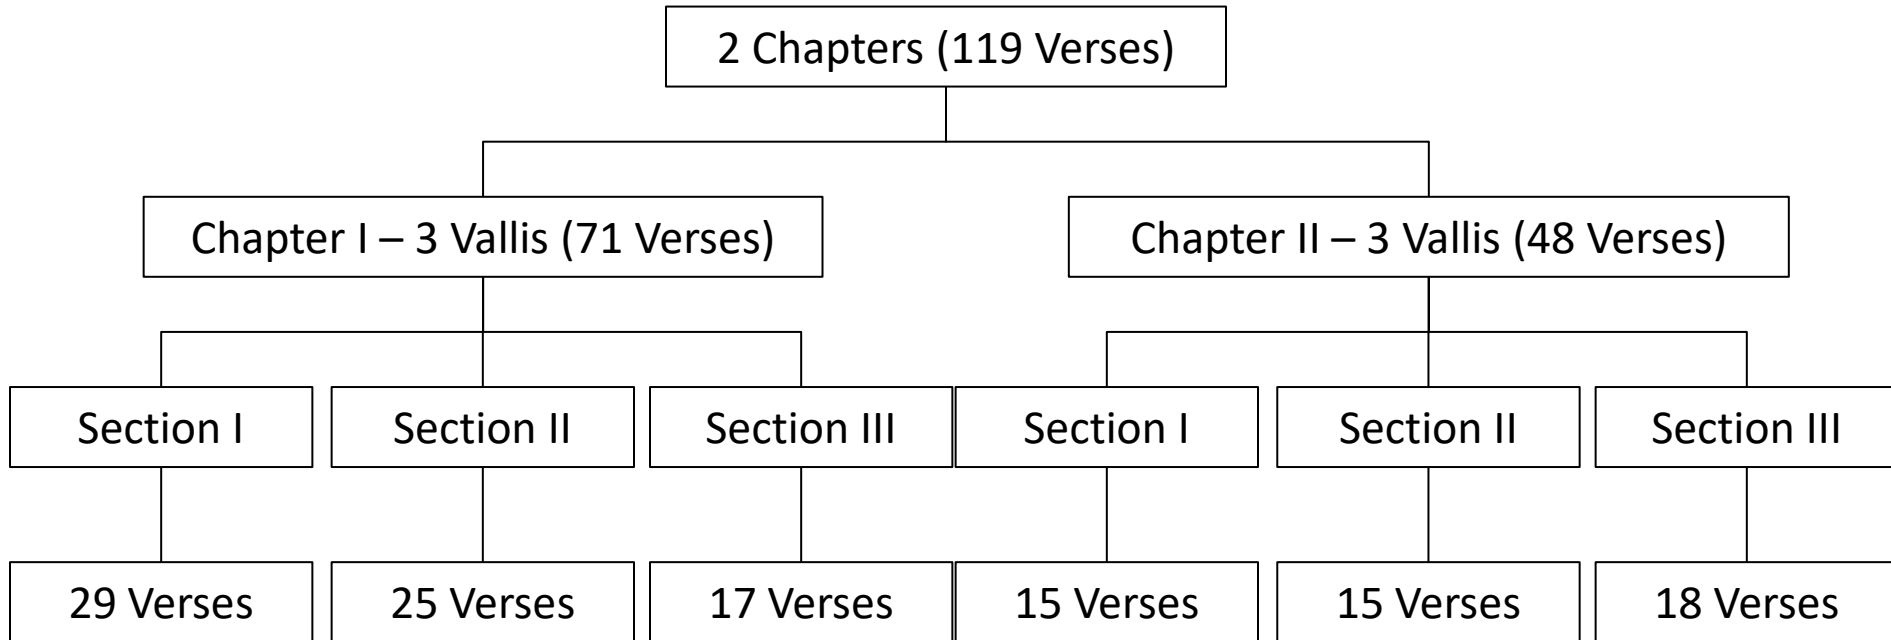 2 Chapters (119 Verses)
Chapter I – 3 Vallis (71 Verses)
Chapter II – 3 Vallis (48 Verses)
Section I
Section II
Section III
Section I
Section II
Section III
29 Verses
25 Verses
17 Verses
15 Verses
15 Verses
18 Verses